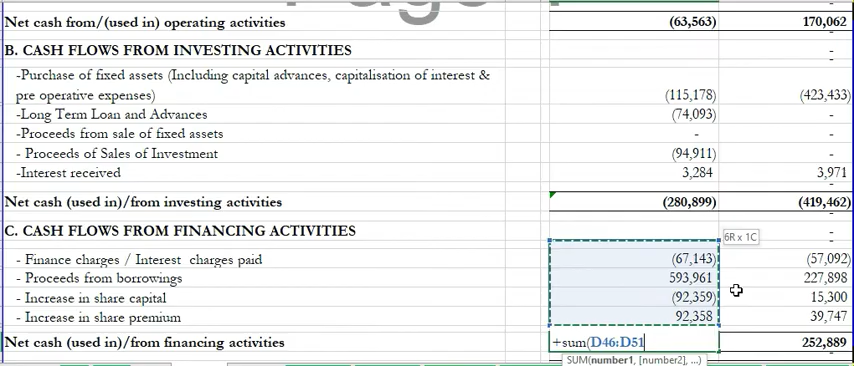 Page
Net cash from/(used in) operating activities (63,563) 170,062
-
B. CASH FLOWS FROM INVESTING ACTIVITIES -
-Purchase of fixed assets (Including capital advances, capitalisation of interest &
pre operative expenses) (115,178) (423,433)
-Long Term Loan and Advances (74,093) -
-Proceeds from sale of fixed assets - -
- Proceeds of Sales of Investment (94,911) -
-Interest received 3,284 3,971
-
Net cash (used in)/from investing activities (280,899) (419,462)
-
C. CASH FLOWS FROM FINANCING ACTIVITIES -
6R x 1C
-
- Finance charges / Interest charges paid (67,143) (57,092)
- Proceeds from borrowings 593,961 227,898
- Increase in share capital (92,359) 15,300
- Increase in share premium 92,358 39,747
Net cash (used in)/from financing activities +sum(D46:D51 252,889
SUM(number1, [number2], ...)